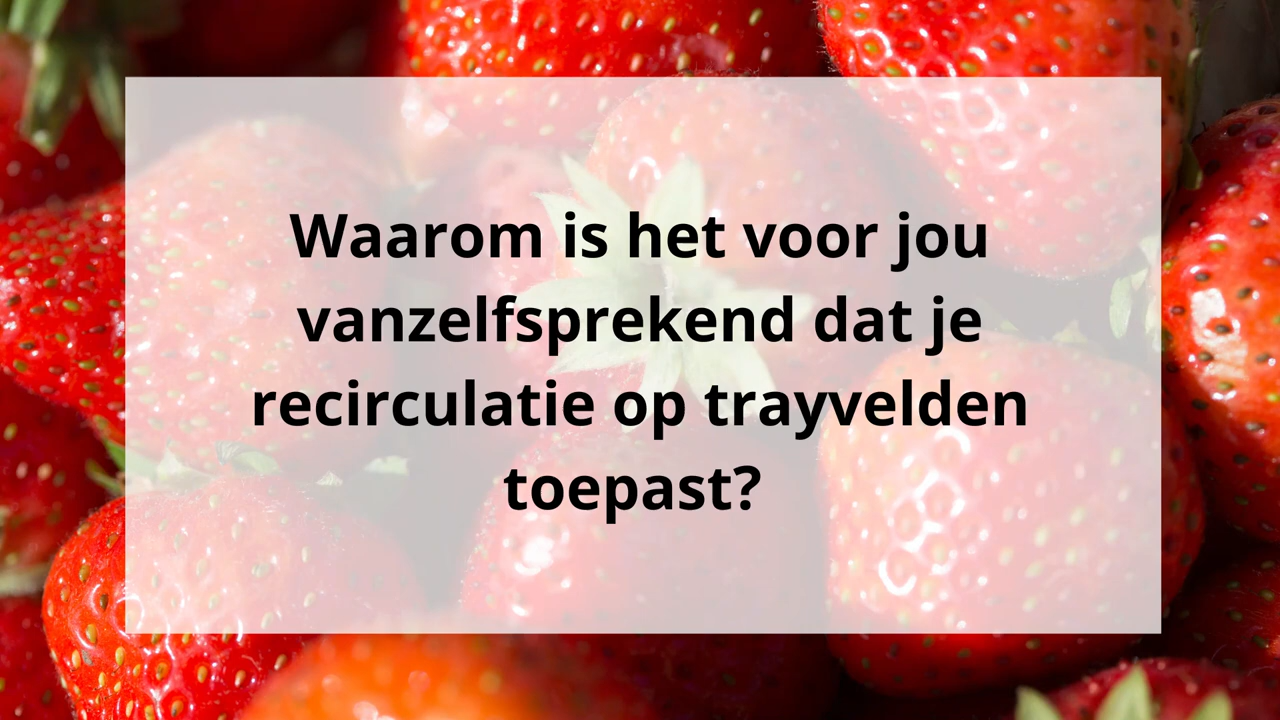 Waarom is het voor jou
vanzelfsprekend dat je
recirculatie op trayvelden
toepast?